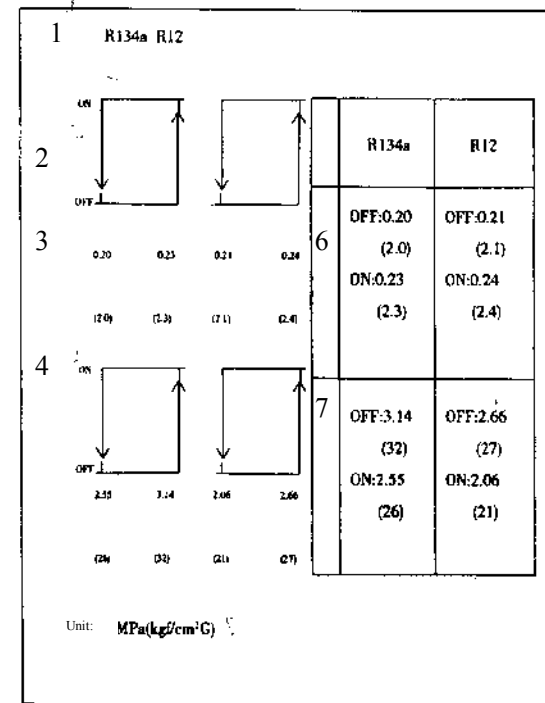 1
R134a R12
ON
2
OFF
3
0.20 0.23 0.21 0.24
(2.0) (2.3) (2.1) (2.4)
4
ON
OFF
2.55 3.14 2.06 2.66
(26) (32) (21) (27)
R134a R12
6
OFF:0.20 OFF:0.21
(2.0) (2.1)
ON:0.23 ON:0.24
(2.3) (2.4)
7
OFF:3.14 OFF:2.66
(32) (27)
ON:2.55 ON:2.06
(26) (21)
Unit: MPa(kgf/cm²G)